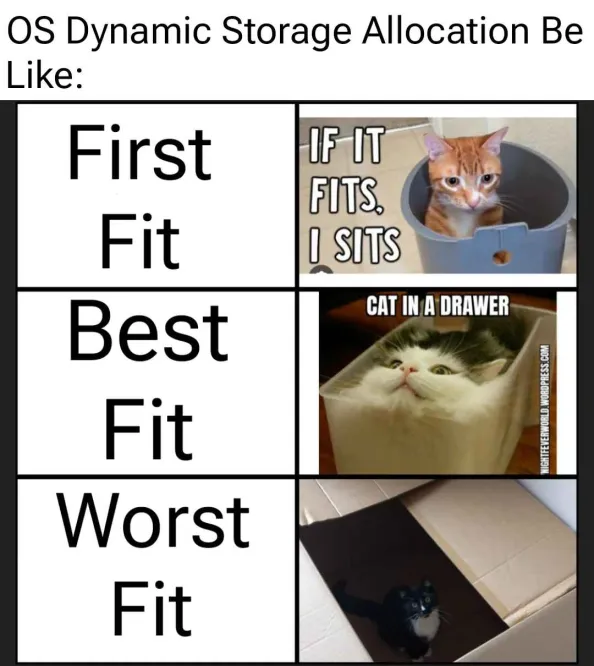 OS Dynamic Storage Allocation Be
Like:
First
Fit
IF IT
FITS,
I SITS
Best
Fit
CAT IN A DRAWER
NIGHTFEVERWORLD.WORDPRESS.COM
Worst
Fit